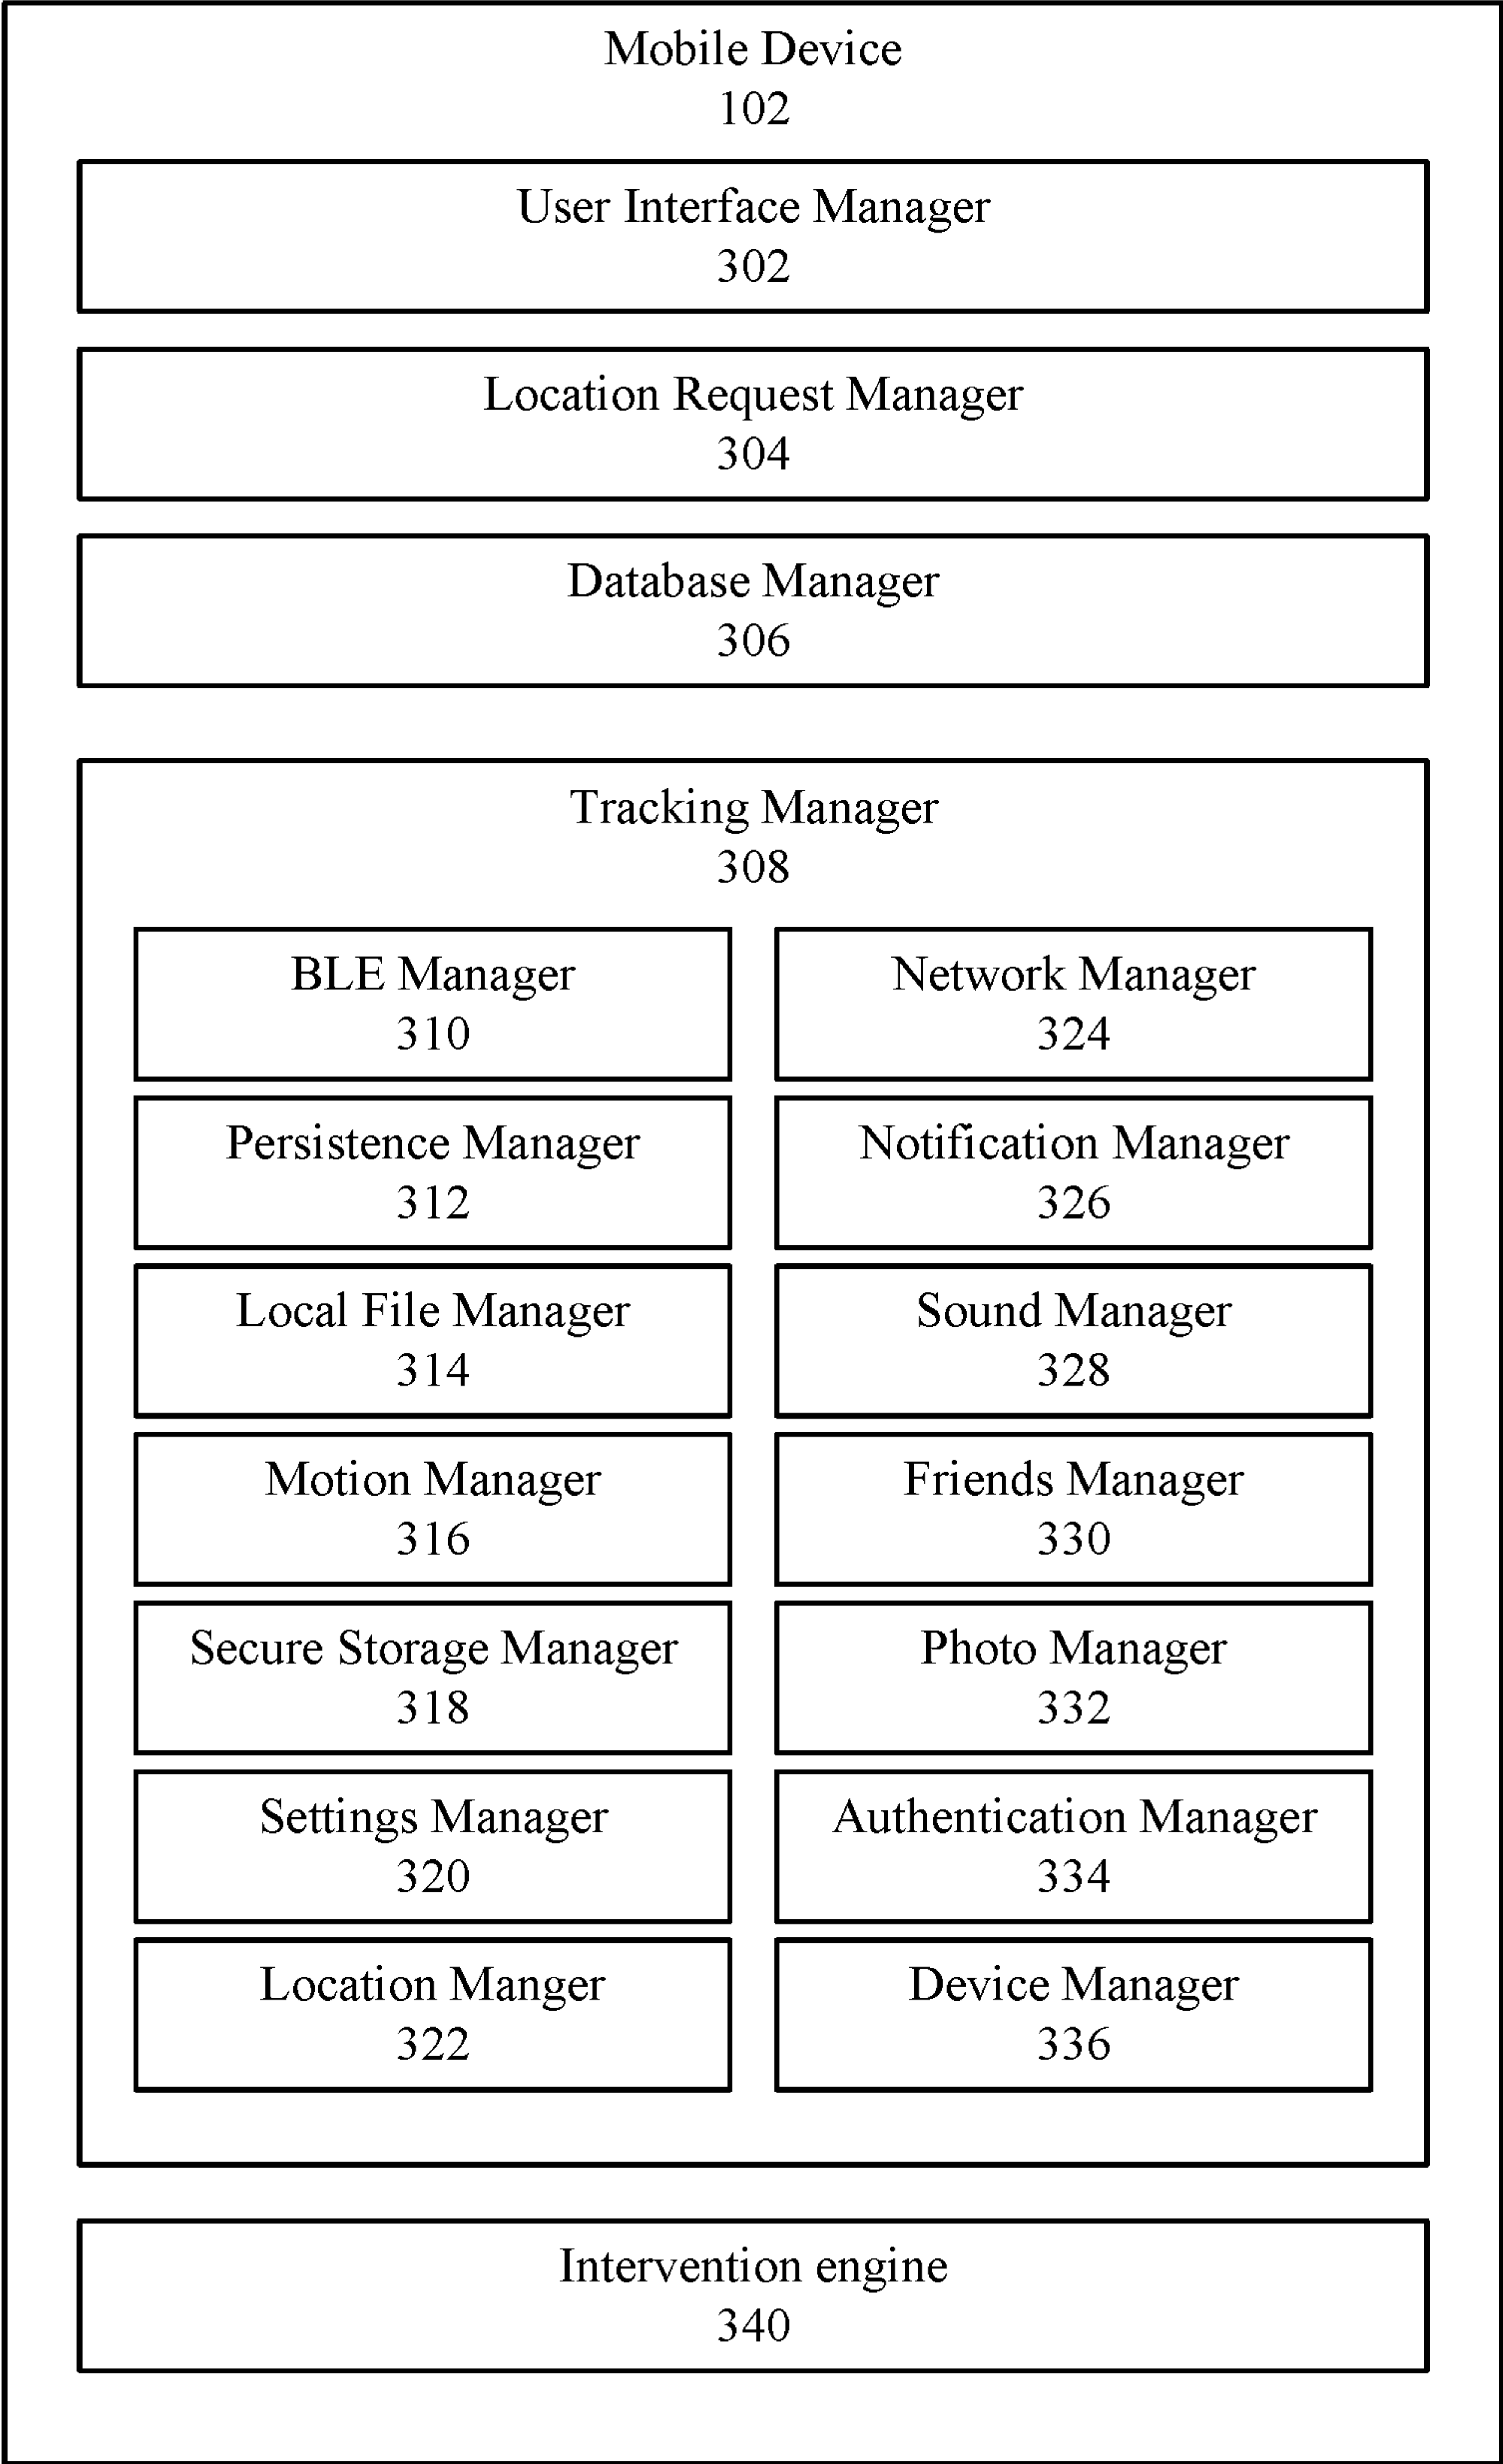 Mobile Device
102
User Interface Manager
302
Location Request Manager
304
Database Manager
306
Tracking Manager
308
BLE Manager
310
Network Manager
324
Persistence Manager
312
Notification Manager
326
Local File Manager
314
Sound Manager
328
Motion Manager
316
Friends Manager
330
Secure Storage Manager
318
Photo Manager
332
Settings Manager
320
Authentication Manager
334
Location Manger
322
Device Manager
336
Intervention engine
340